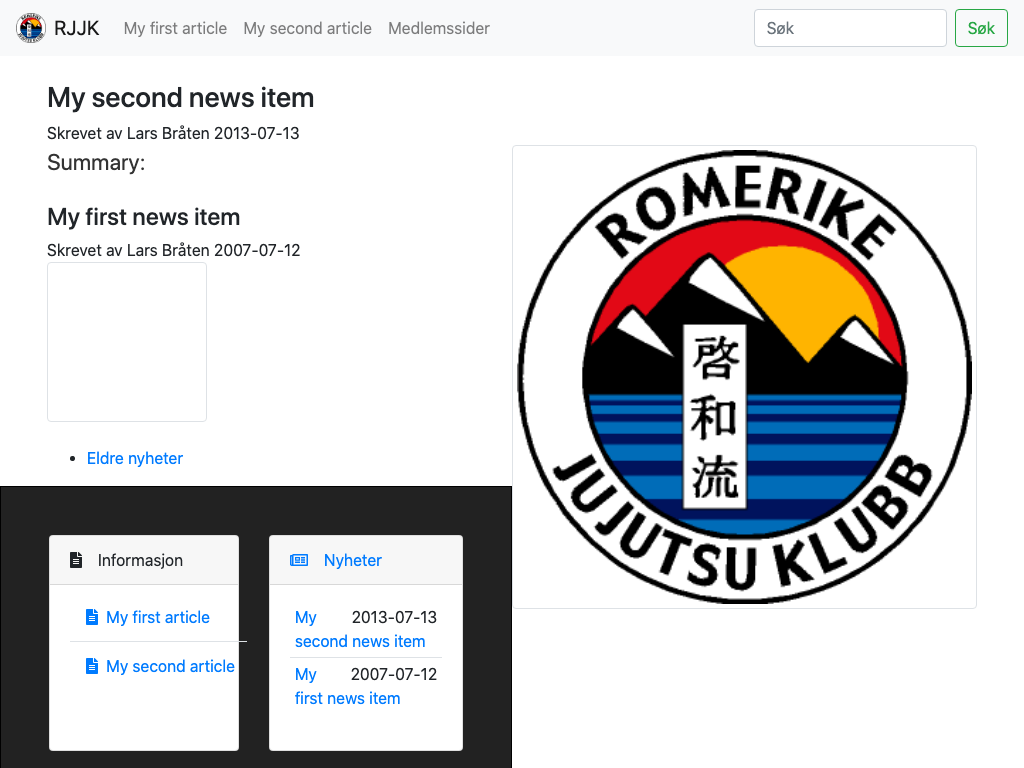 RJJK My first article My second article Medlemssider Søk Søk
My second news item
Skrevet av Lars Bråten 2013-07-13
Summary:
My first news item
Skrevet av Lars Bråten 2007-07-12
Eldre nyheter
ROMERIKE
啓
和
流
JUJUTSU KLUBB
Informasjon
My first article
My second article
Nyheter
My 2013-07-13
second news item
My 2007-07-12
first news item